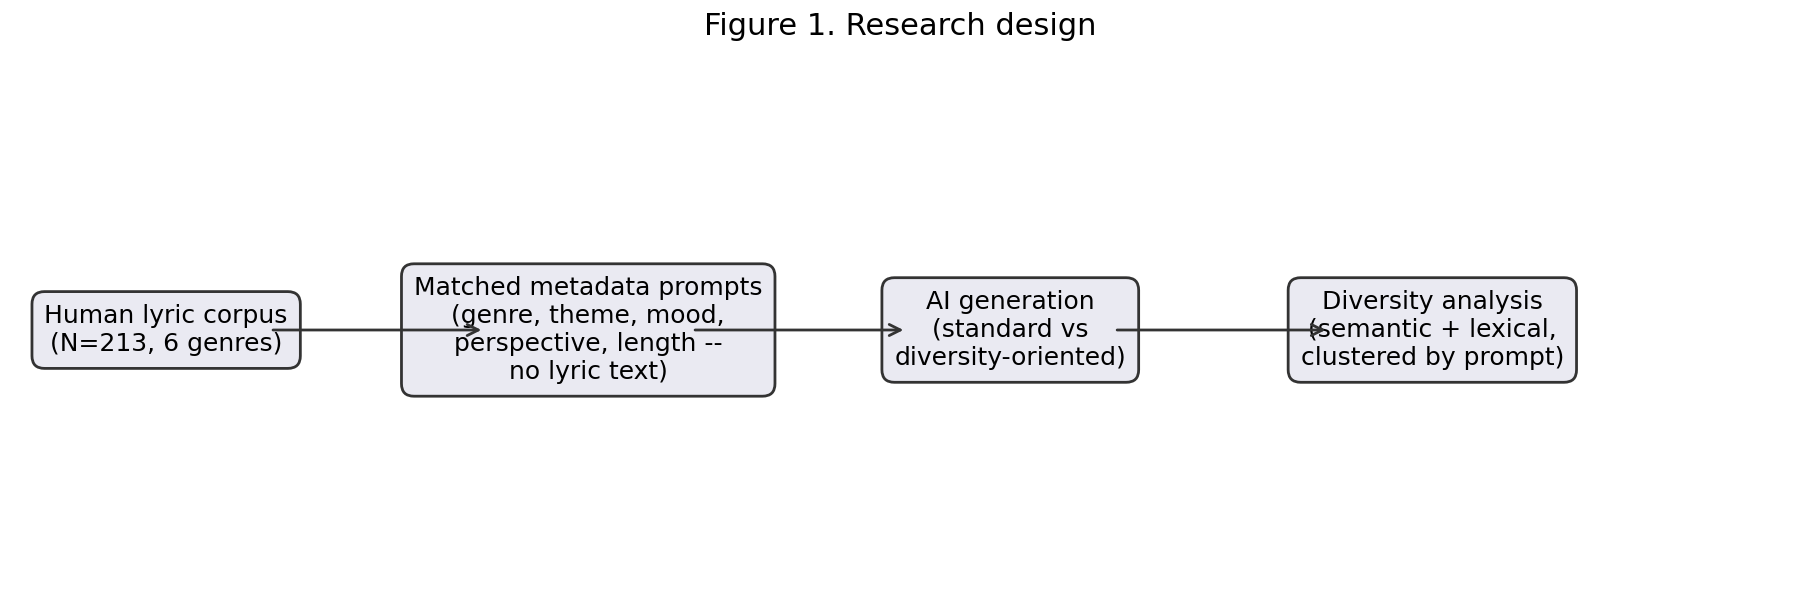 Figure 1. Research design
Human lyric corpus
(N=213, 6 genres)
Matched metadata prompts
(genre, theme, mood,
perspective, length --
no lyric text)
AI generation
(standard vs
diversity-oriented)
Diversity analysis
(semantic + lexical,
clustered by prompt)